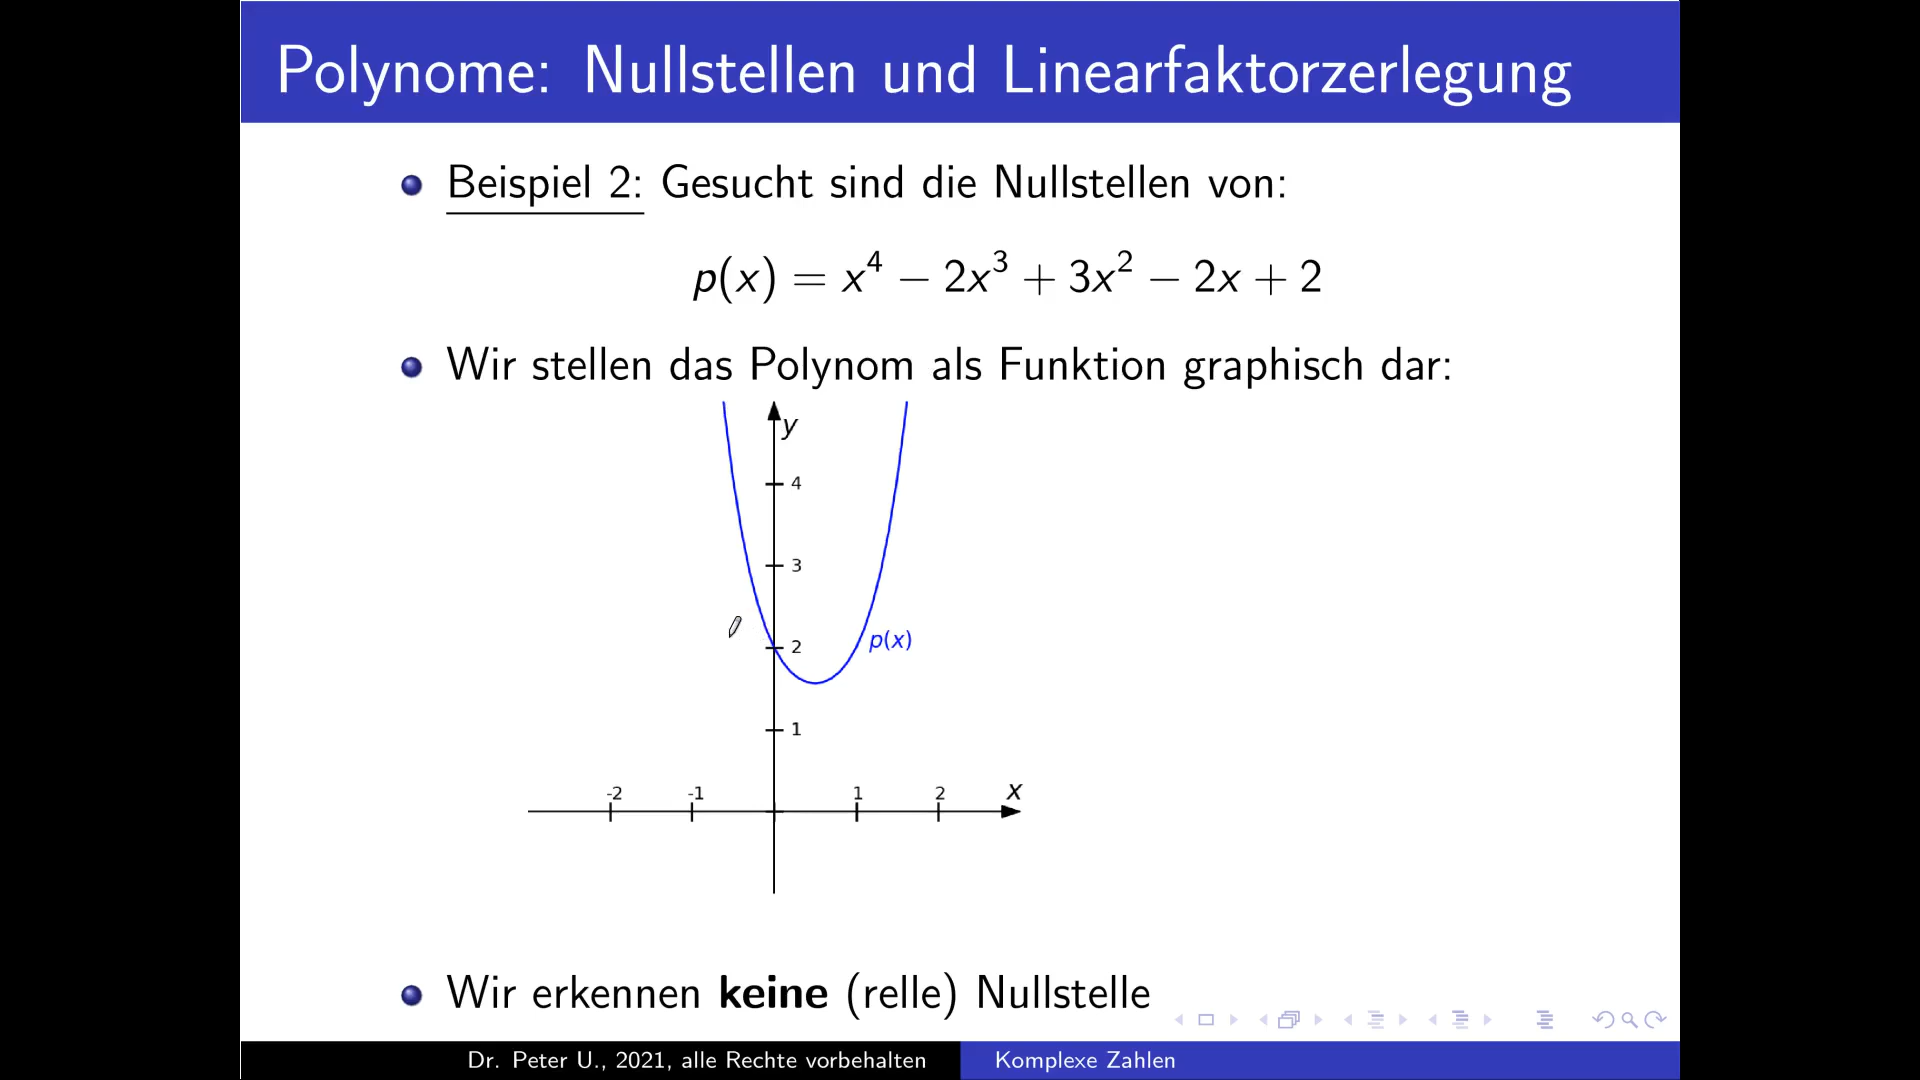 Polynome: Nullstellen und Linearfaktorzerlegung
Beispiel 2: Gesucht sind die Nullstellen von:
p(x) = x⁴ − 2x³ + 3x² − 2x + 2
Wir stellen das Polynom als Funktion graphisch dar:
y
4
3
2
p(x)
1
-2 -1 1 2 x
Wir erkennen keine (relle) Nullstelle
Dr. Peter U., 2021, alle Rechte vorbehalten Komplexe Zahlen